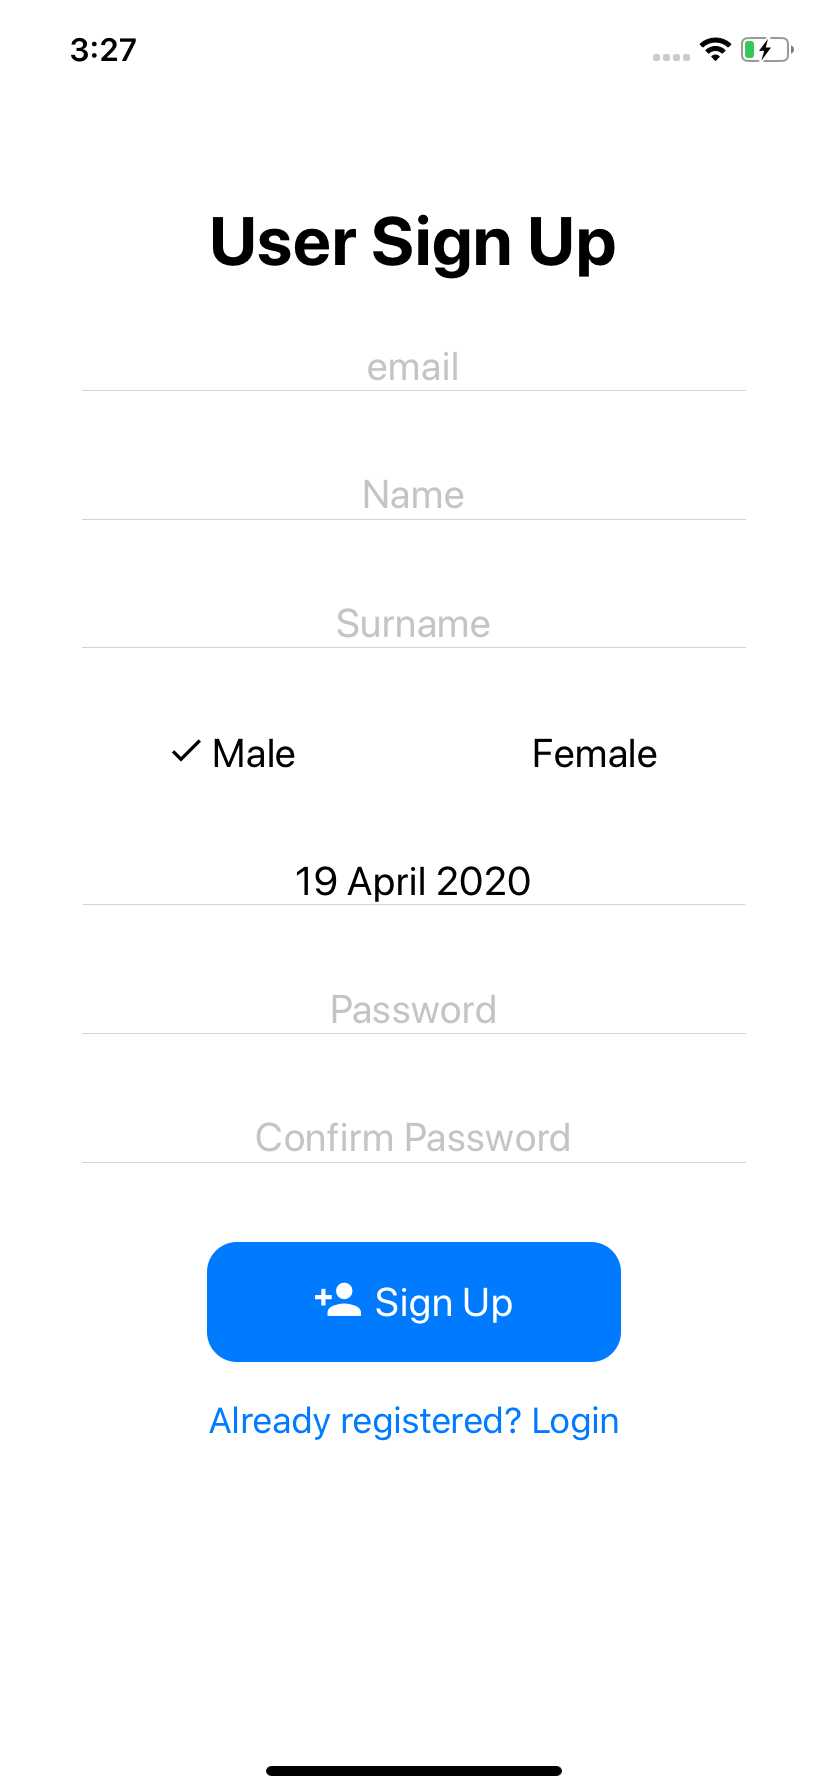 3:27
User Sign Up
email
Name
Surname
Male Female
19 April 2020
Password
Confirm Password
Sign Up
Already registered? Login